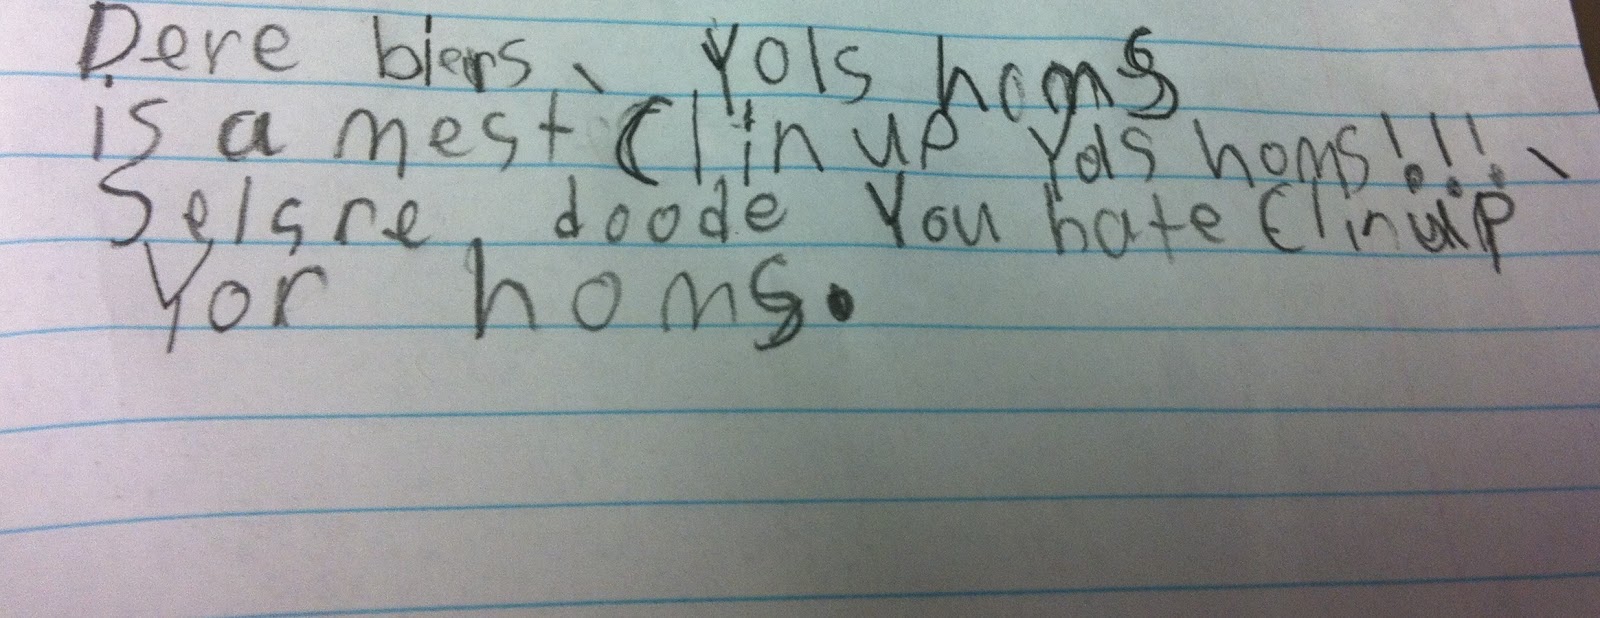 Dere biers, Yols homs
is a mest Clin up Yols homs!!!
Selsre doode You hate Clin up
Yor homs.